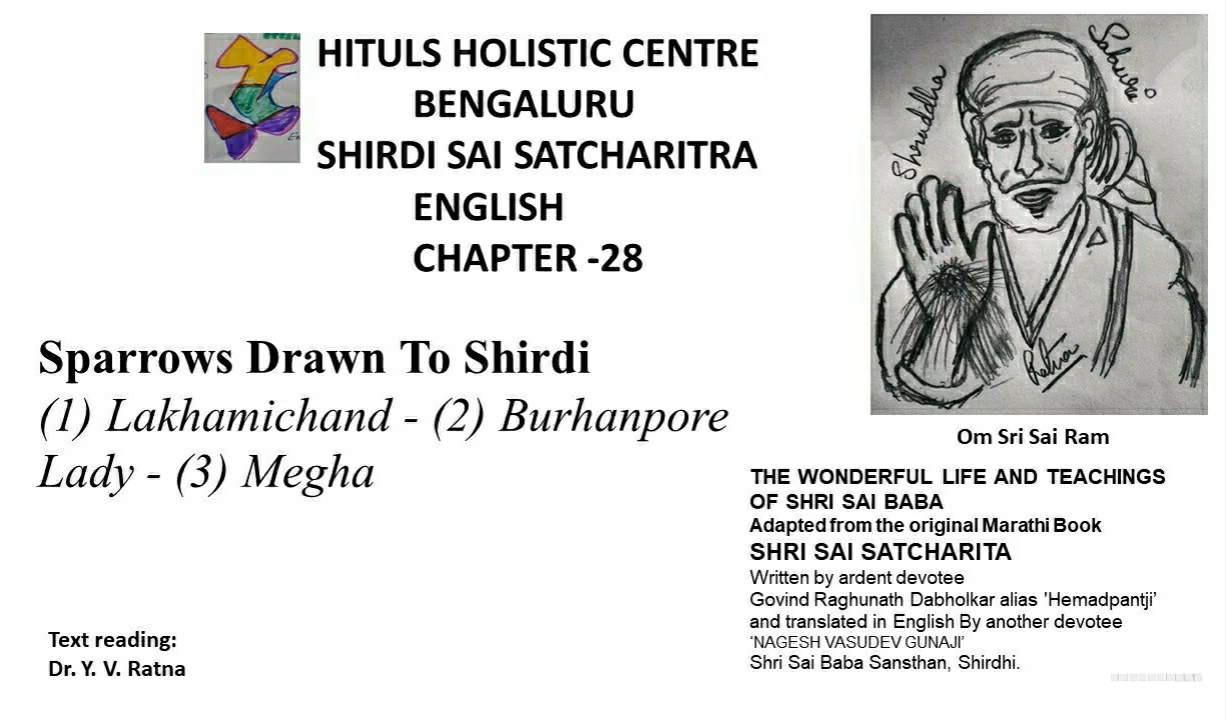 HITULS HOLISTIC CENTRE
BENGALURU
SHIRDI SAI SATCHARITRA
ENGLISH
CHAPTER -28
Sparrows Drawn To Shirdi
(1) Lakhamichand - (2) Burhanpore
Lady - (3) Megha
Text reading:
Dr. Y. V. Ratna
Shruddha
Saburi
Ratna
Om Sri Sai Ram
THE WONDERFUL LIFE AND TEACHINGS
OF SHRI SAI BABA
Adapted from the original Marathi Book
SHRI SAI SATCHARITA
Written by ardent devotee
Govind Raghunath Dabholkar alias 'Hemadpantji’
and translated in English By another devotee
‘NAGESH VASUDEV GUNAJI’
Shri Sai Baba Sansthan, Shirdhi.